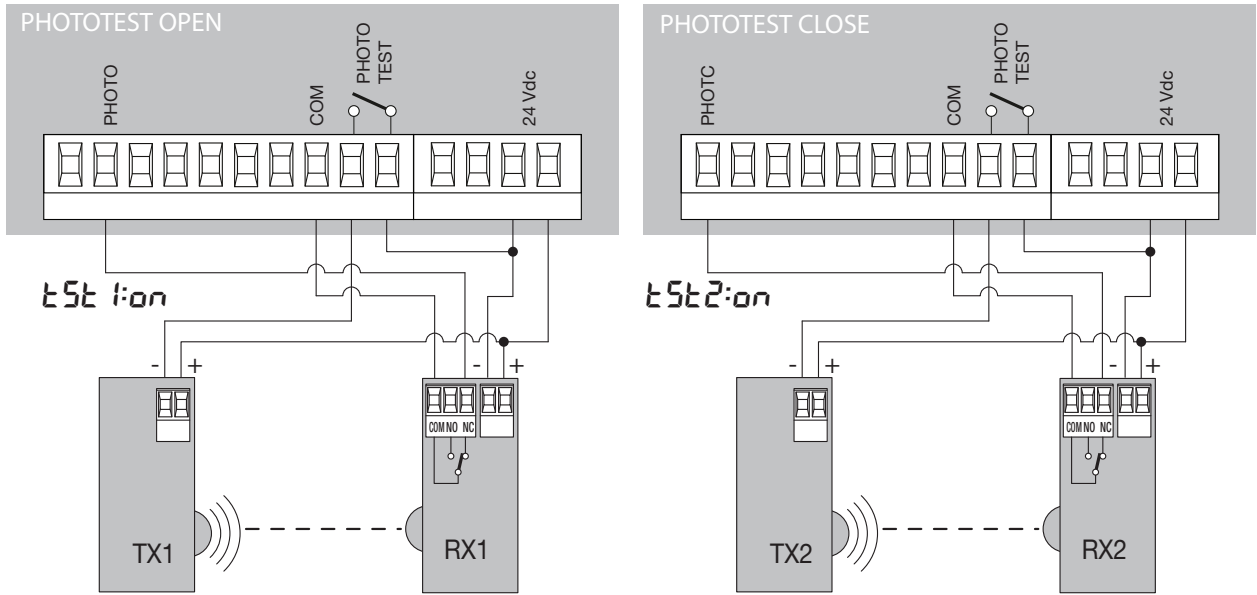 PHOTOTEST OPEN
PHOTO
COM
PHOTO
TEST
24 Vdc
tSt 1:on
- +
- +
COM NO NC
TX1
RX1
PHOTOTEST CLOSE
PHOTC
COM
PHOTO
TEST
24 Vdc
tSt2:on
- +
- +
COM NO NC
TX2
RX2